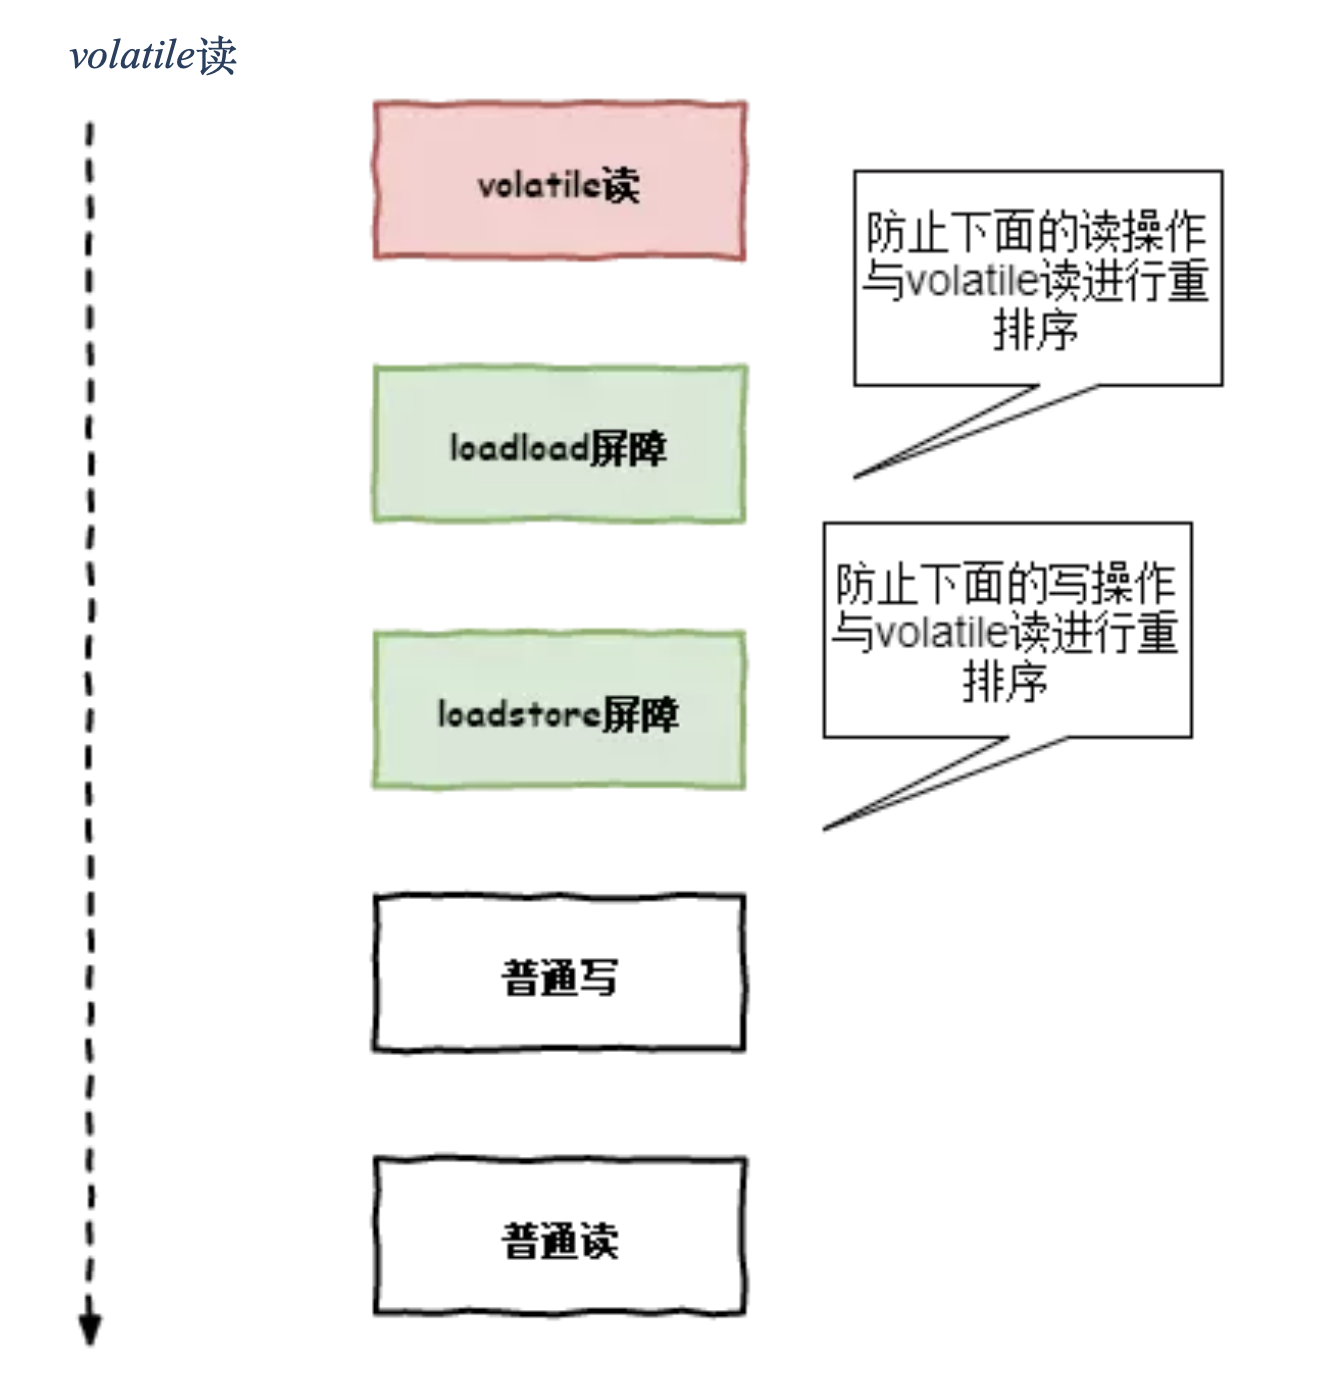 volatile读
volatile读
防止下面的读操作
与volatile读进行重
排序
loadload屏障
防止下面的写操作
与volatile读进行重
排序
loadstore屏障
普通写
普通读